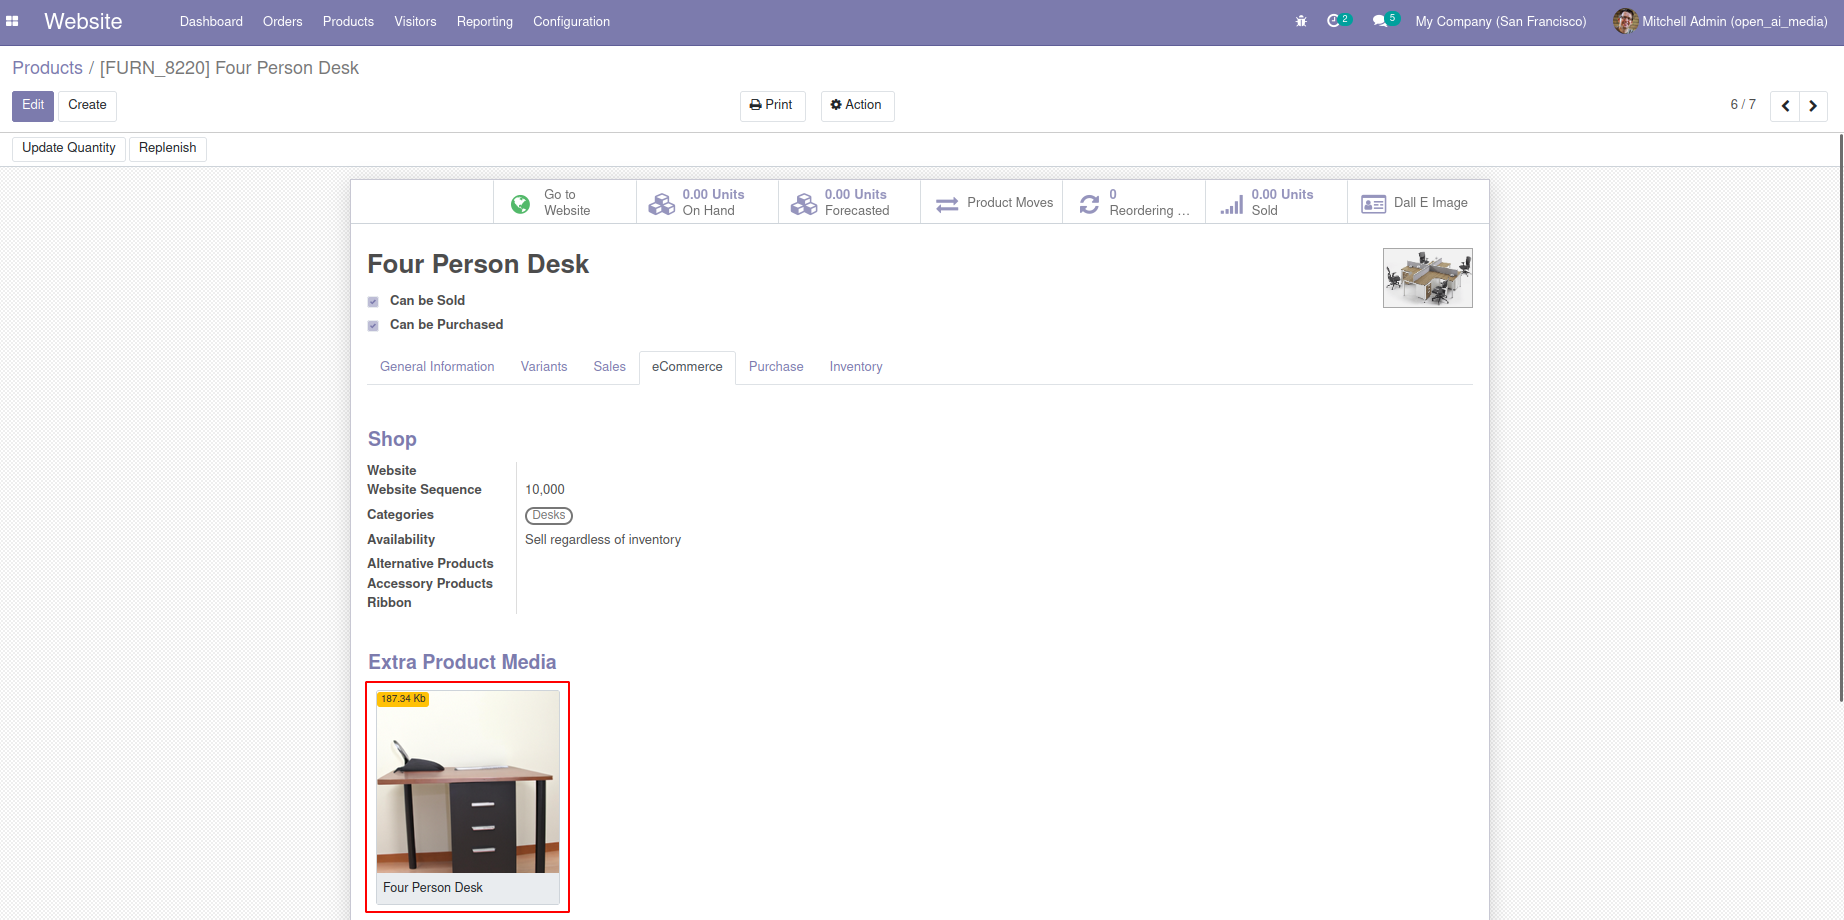 Website Dashboard Orders Products Visitors Reporting Configuration 2 5 My Company (San Francisco) Mitchell Admin (open_ai_media)
Products / [FURN_8220] Four Person Desk
Edit Create Print Action 6 / 7
Update Quantity Replenish
Go to Website
0.00 Units On Hand
0.00 Units Forecasted
Product Moves
0 Reordering ...
0.00 Units Sold
Dall E Image
Four Person Desk
Can be Sold
Can be Purchased
General Information Variants Sales eCommerce Purchase Inventory
Shop
Website
Website Sequence 10,000
Categories Desks
Availability Sell regardless of inventory
Alternative Products
Accessory Products
Ribbon
Extra Product Media
187.34 Kb
Four Person Desk